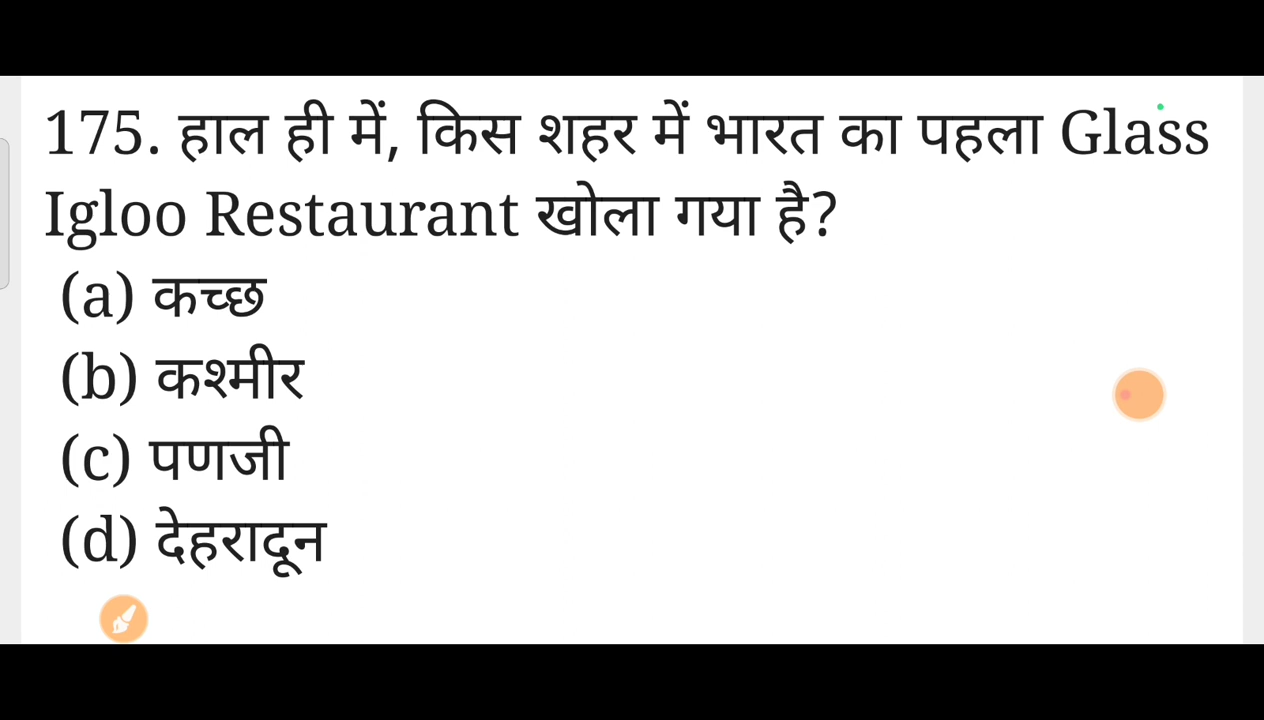 175. हाल ही में, किस शहर में भारत का पहला Glass
Igloo Restaurant खोला गया है?
(a) कच्छ
(b) कश्मीर
(c) पणजी
(d) देहरादून